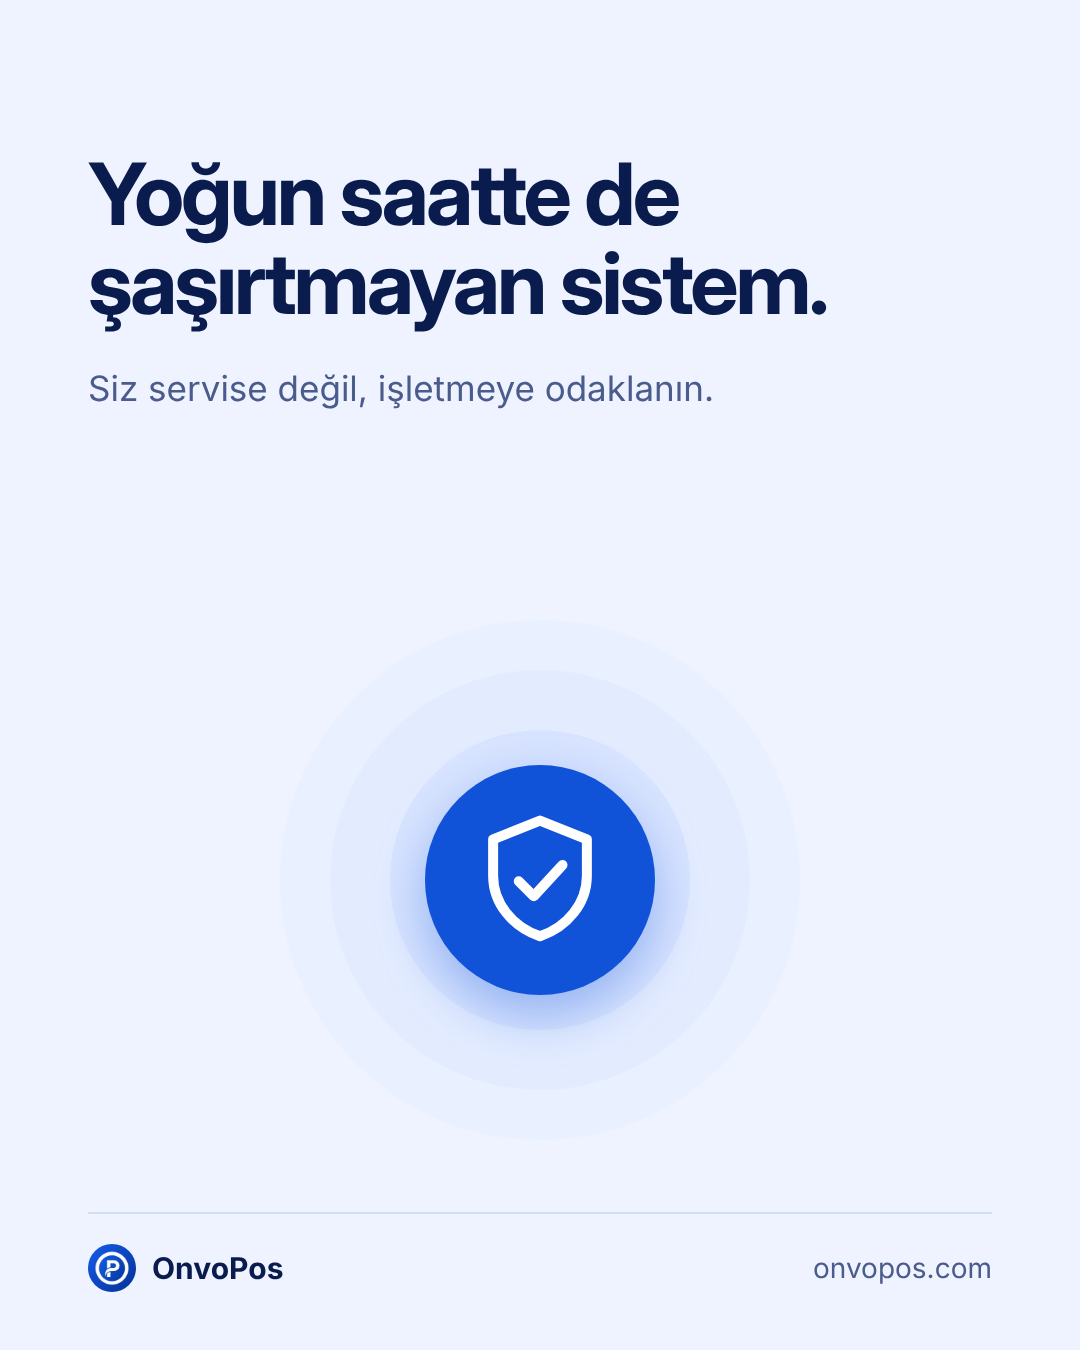 Yoğun saatte de
şaşırtmayan sistem.
Siz servise değil, işletmeye odaklanın.
OnvoPos
onvopos.com